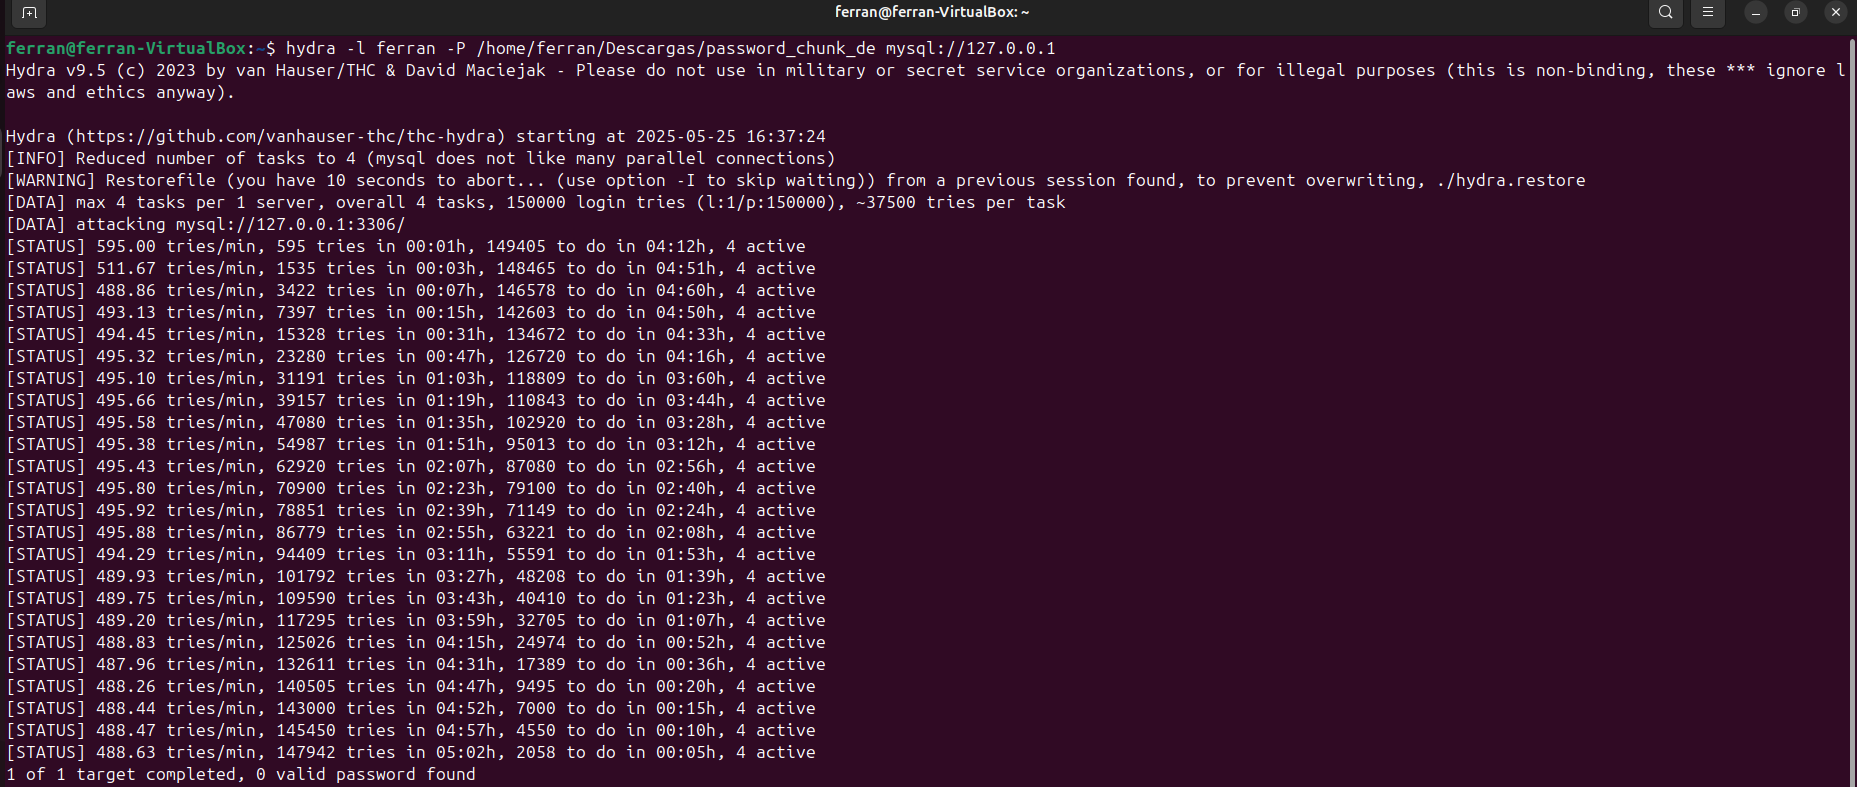 ferran@ferran-VirtualBox: ~
ferran@ferran-VirtualBox:~$ hydra -l ferran -P /home/ferran/Descargas/password_chunk_de mysql://127.0.0.1
Hydra v9.5 (c) 2023 by van Hauser/THC & David Maciejak - Please do not use in military or secret service organizations, or for illegal purposes (this is non-binding, these *** ignore l
aws and ethics anyway).
Hydra (https://github.com/vanhauser-thc/thc-hydra) starting at 2025-05-25 16:37:24
[INFO] Reduced number of tasks to 4 (mysql does not like many parallel connections)
[WARNING] Restorefile (you have 10 seconds to abort... (use option -I to skip waiting)) from a previous session found, to prevent overwriting, ./hydra.restore
[DATA] max 4 tasks per 1 server, overall 4 tasks, 150000 login tries (l:1/p:150000), ~37500 tries per task
[DATA] attacking mysql://127.0.0.1:3306/
[STATUS] 595.00 tries/min, 595 tries in 00:01h, 149405 to do in 04:12h, 4 active
[STATUS] 511.67 tries/min, 1535 tries in 00:03h, 148465 to do in 04:51h, 4 active
[STATUS] 488.86 tries/min, 3422 tries in 00:07h, 146578 to do in 04:60h, 4 active
[STATUS] 493.13 tries/min, 7397 tries in 00:15h, 142603 to do in 04:50h, 4 active
[STATUS] 494.45 tries/min, 15328 tries in 00:31h, 134672 to do in 04:33h, 4 active
[STATUS] 495.32 tries/min, 23280 tries in 00:47h, 126720 to do in 04:16h, 4 active
[STATUS] 495.10 tries/min, 31191 tries in 01:03h, 118809 to do in 03:60h, 4 active
[STATUS] 495.66 tries/min, 39157 tries in 01:19h, 110843 to do in 03:44h, 4 active
[STATUS] 495.58 tries/min, 47080 tries in 01:35h, 102920 to do in 03:28h, 4 active
[STATUS] 495.38 tries/min, 54987 tries in 01:51h, 95013 to do in 03:12h, 4 active
[STATUS] 495.43 tries/min, 62920 tries in 02:07h, 87080 to do in 02:56h, 4 active
[STATUS] 495.80 tries/min, 70900 tries in 02:23h, 79100 to do in 02:40h, 4 active
[STATUS] 495.92 tries/min, 78851 tries in 02:39h, 71149 to do in 02:24h, 4 active
[STATUS] 495.88 tries/min, 86779 tries in 02:55h, 63221 to do in 02:08h, 4 active
[STATUS] 494.29 tries/min, 94409 tries in 03:11h, 55591 to do in 01:53h, 4 active
[STATUS] 489.93 tries/min, 101792 tries in 03:27h, 48208 to do in 01:39h, 4 active
[STATUS] 489.75 tries/min, 109590 tries in 03:43h, 40410 to do in 01:23h, 4 active
[STATUS] 489.20 tries/min, 117295 tries in 03:59h, 32705 to do in 01:07h, 4 active
[STATUS] 488.83 tries/min, 125026 tries in 04:15h, 24974 to do in 00:52h, 4 active
[STATUS] 487.96 tries/min, 132611 tries in 04:31h, 17389 to do in 00:36h, 4 active
[STATUS] 488.26 tries/min, 140505 tries in 04:47h, 9495 to do in 00:20h, 4 active
[STATUS] 488.44 tries/min, 143000 tries in 04:52h, 7000 to do in 00:15h, 4 active
[STATUS] 488.47 tries/min, 145450 tries in 04:57h, 4550 to do in 00:10h, 4 active
[STATUS] 488.63 tries/min, 147942 tries in 05:02h, 2058 to do in 00:05h, 4 active
1 of 1 target completed, 0 valid password found